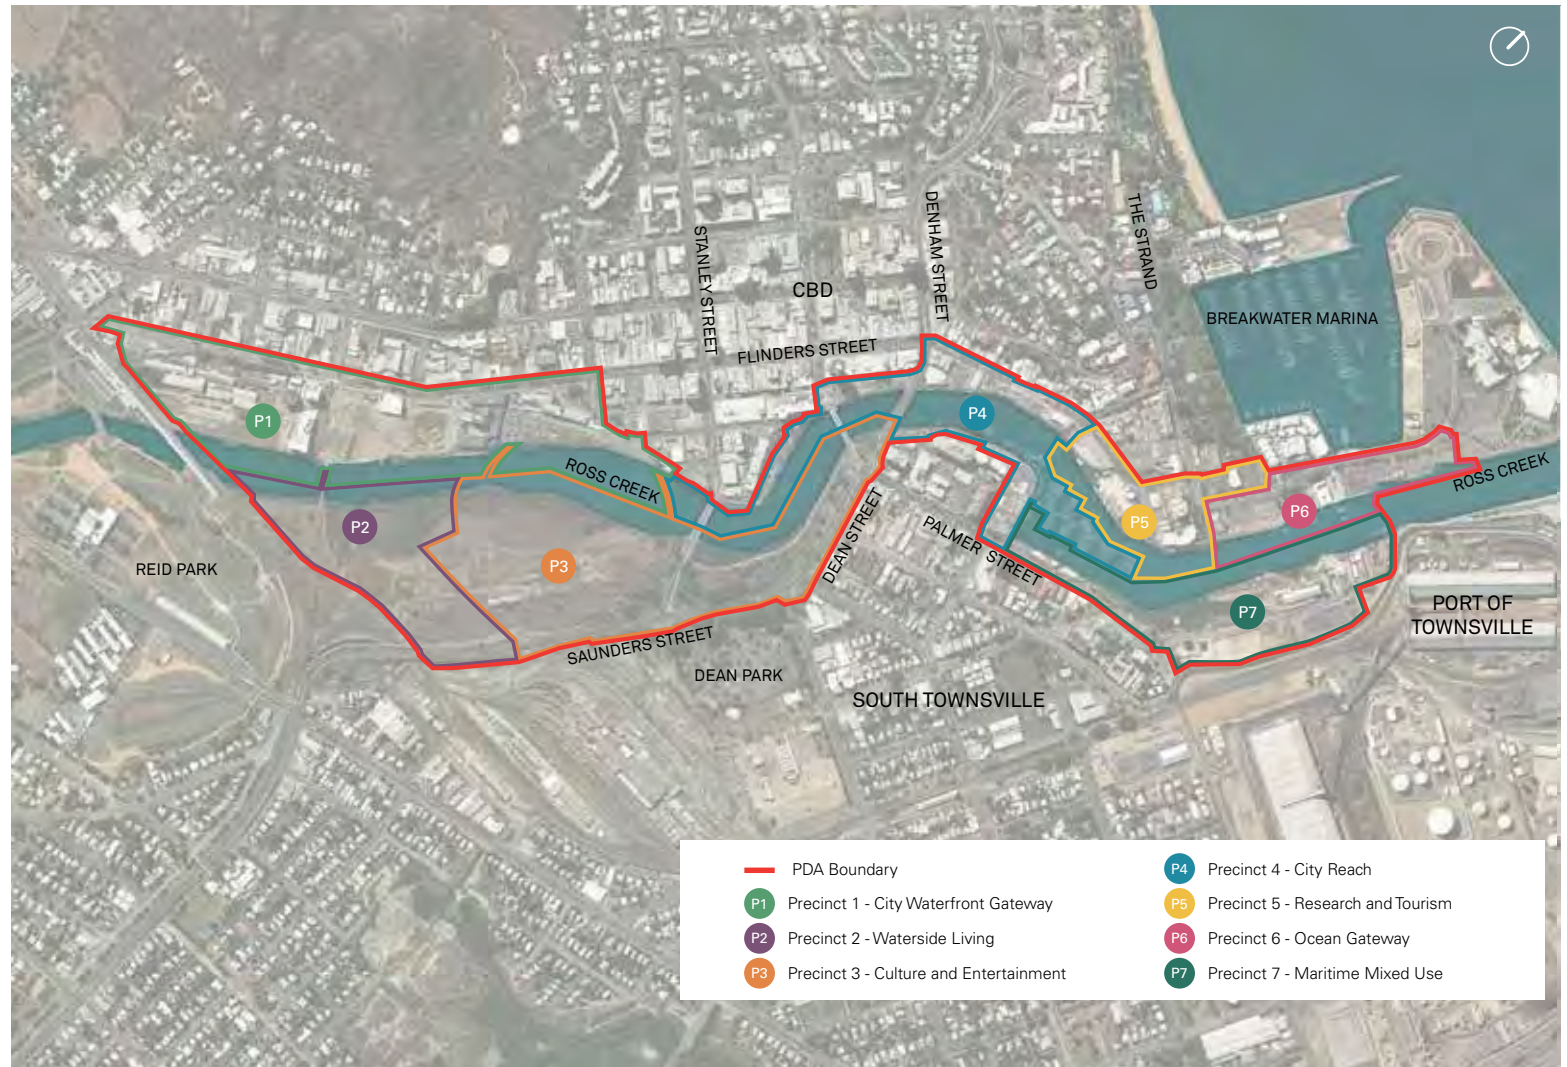 THE STRAND
DENHAM STREET
STANLEY STREET
CBD
BREAKWATER MARINA
FLINDERS STREET
P1
P4
ROSS CREEK
ROSS CREEK
P2
P5
P6
DEAN STREET
PALMER STREET
REID PARK
P3
P7
PORT OF
TOWNSVILLE
SAUNDERS STREET
DEAN PARK
SOUTH TOWNSVILLE
PDA Boundary
P1 Precinct 1 - City Waterfront Gateway
P2 Precinct 2 - Waterside Living
P3 Precinct 3 - Culture and Entertainment
P4 Precinct 4 - City Reach
P5 Precinct 5 - Research and Tourism
P6 Precinct 6 - Ocean Gateway
P7 Precinct 7 - Maritime Mixed Use